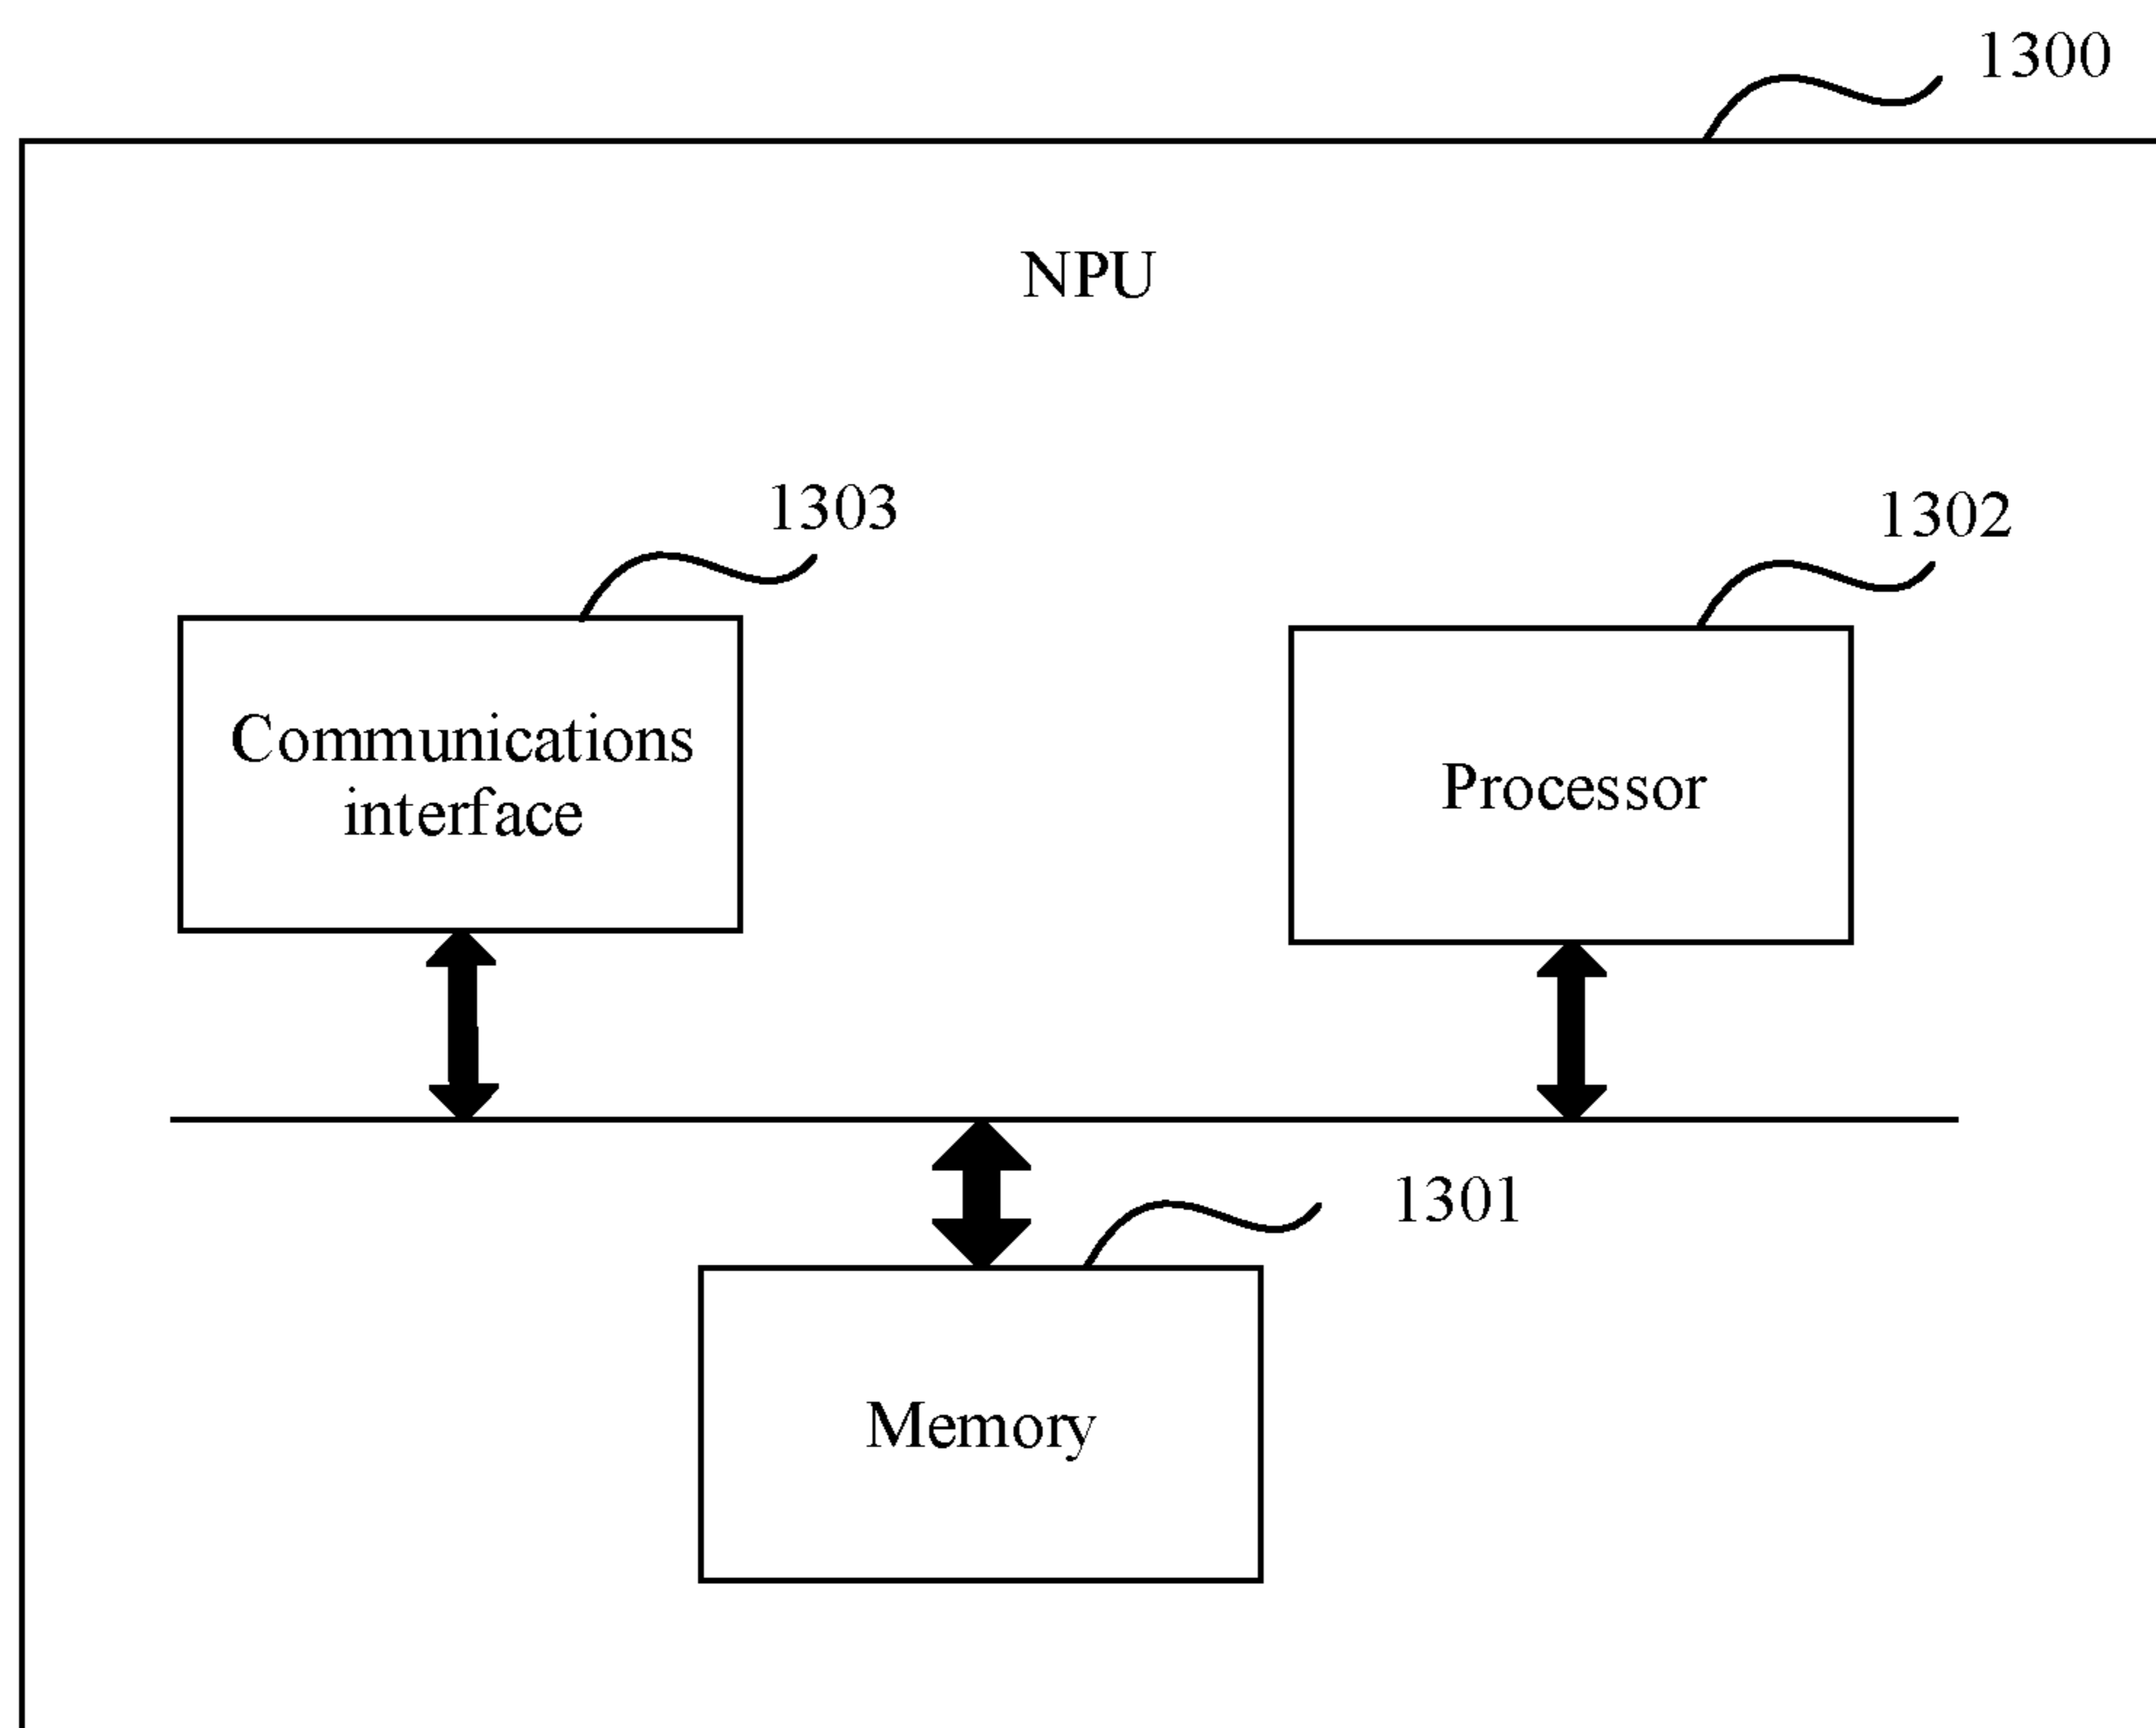 1300
NPU
1303
1302
Communications
interface
Processor
1301
Memory